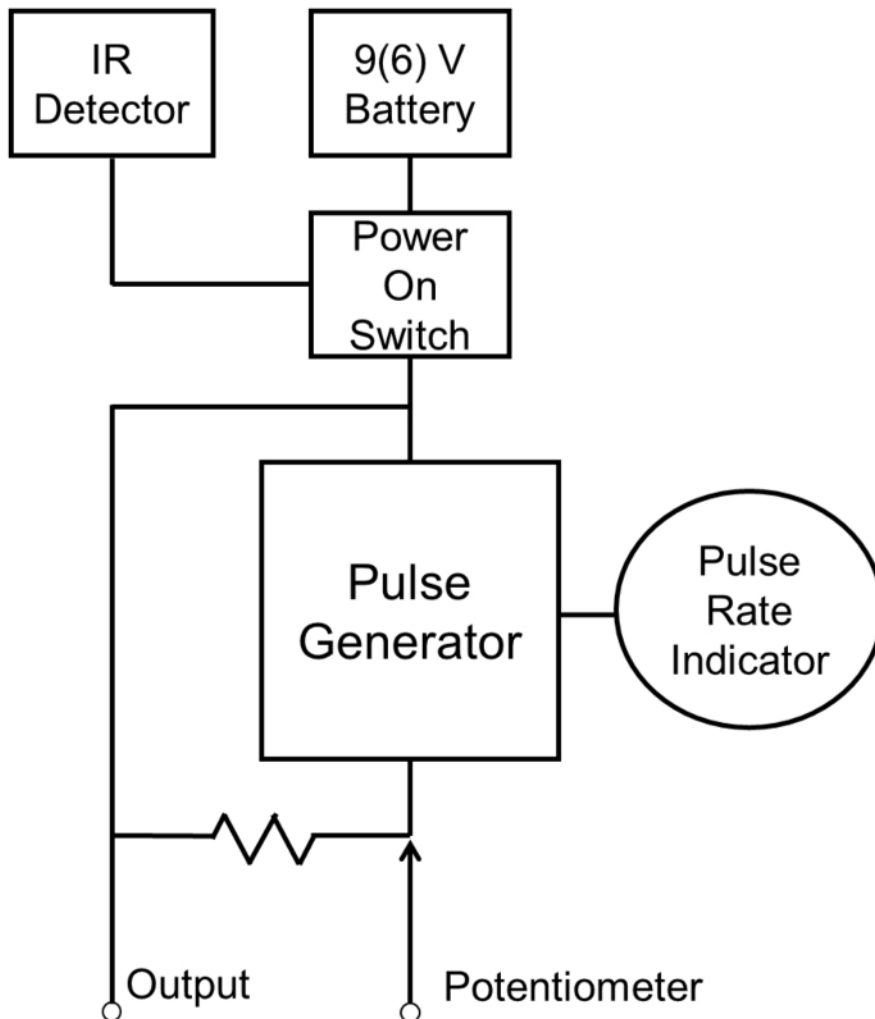 IR
Detector
9(6) V
Battery
Power
On
Switch
Pulse
Generator
Pulse
Rate
Indicator
Output
Potentiometer